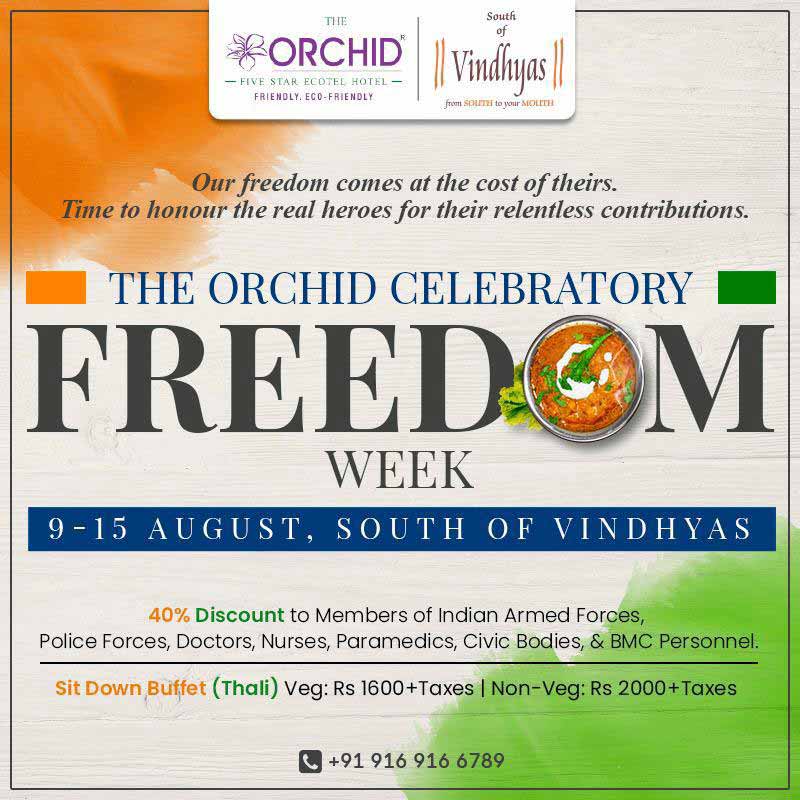 THE
ORCHID®
FIVE STAR ECOTEL HOTEL
FRIENDLY. ECO-FRIENDLY
South
of
Vindhyas
from SOUTH to your MOUTH
Our freedom comes at the cost of theirs.
Time to honour the real heroes for their relentless contributions.
THE ORCHID CELEBRATORY
FREEDOM
WEEK
9-15 AUGUST, SOUTH OF VINDHYAS
40% Discount to Members of Indian Armed Forces,
Police Forces, Doctors, Nurses, Paramedics, Civic Bodies, & BMC Personnel.
Sit Down Buffet (Thali) Veg: Rs 1600+Taxes | Non-Veg: Rs 2000+Taxes
+91 916 916 6789